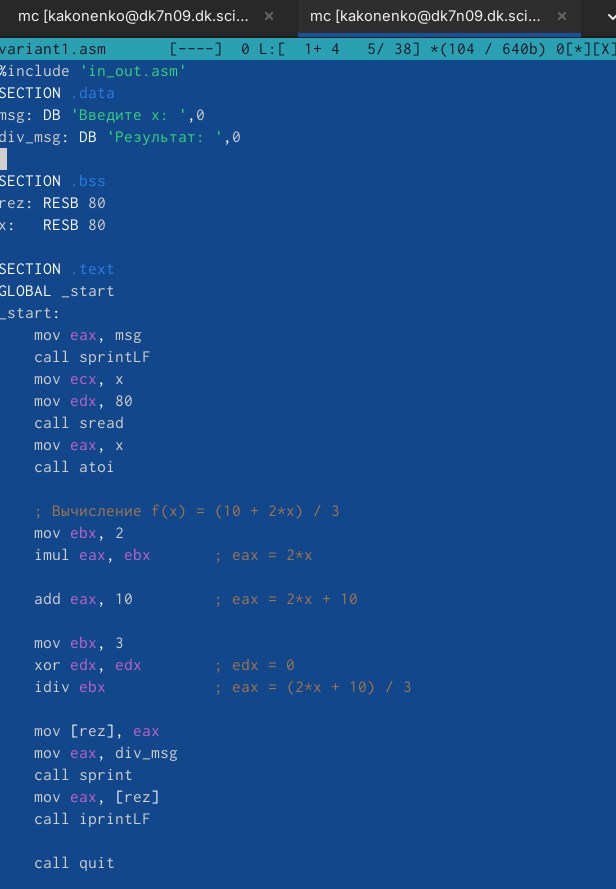 mc [kakonenko@dk7n09.dk.sci... ×
mc [kakonenko@dk7n09.dk.sci... ×
variant1.asm [----] 0 L:[ 1+ 4 5/ 38] *(104 / 640b) 0[*][X]
%include 'in_out.asm'
SECTION .data
msg: DB 'Введите x: ',0
div_msg: DB 'Результат: ',0
SECTION .bss
rez: RESB 80
x: RESB 80
SECTION .text
GLOBAL _start
_start:
mov eax, msg
call sprintLF
mov ecx, x
mov edx, 80
call sread
mov eax, x
call atoi
; Вычисление f(x) = (10 + 2*x) / 3
mov ebx, 2
imul eax, ebx ; eax = 2*x
add eax, 10 ; eax = 2*x + 10
mov ebx, 3
xor edx, edx ; edx = 0
idiv ebx ; eax = (2*x + 10) / 3
mov [rez], eax
mov eax, div_msg
call sprint
mov eax, [rez]
call iprintLF
call quit